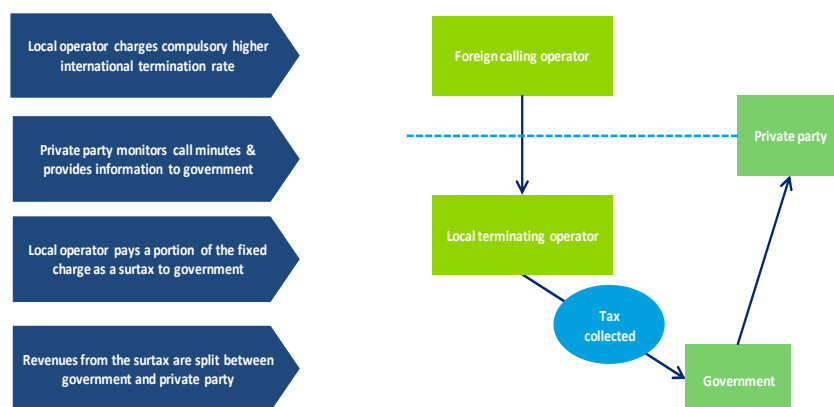 Local operator charges compulsory higher
international termination rate
Private party monitors call minutes &
provides information to government
Local operator pays a portion of the fixed
charge as a surtax to government
Revenues from the surtax are split between
government and private party
Foreign calling operator
Private party
Local terminating operator
Tax
collected
Government